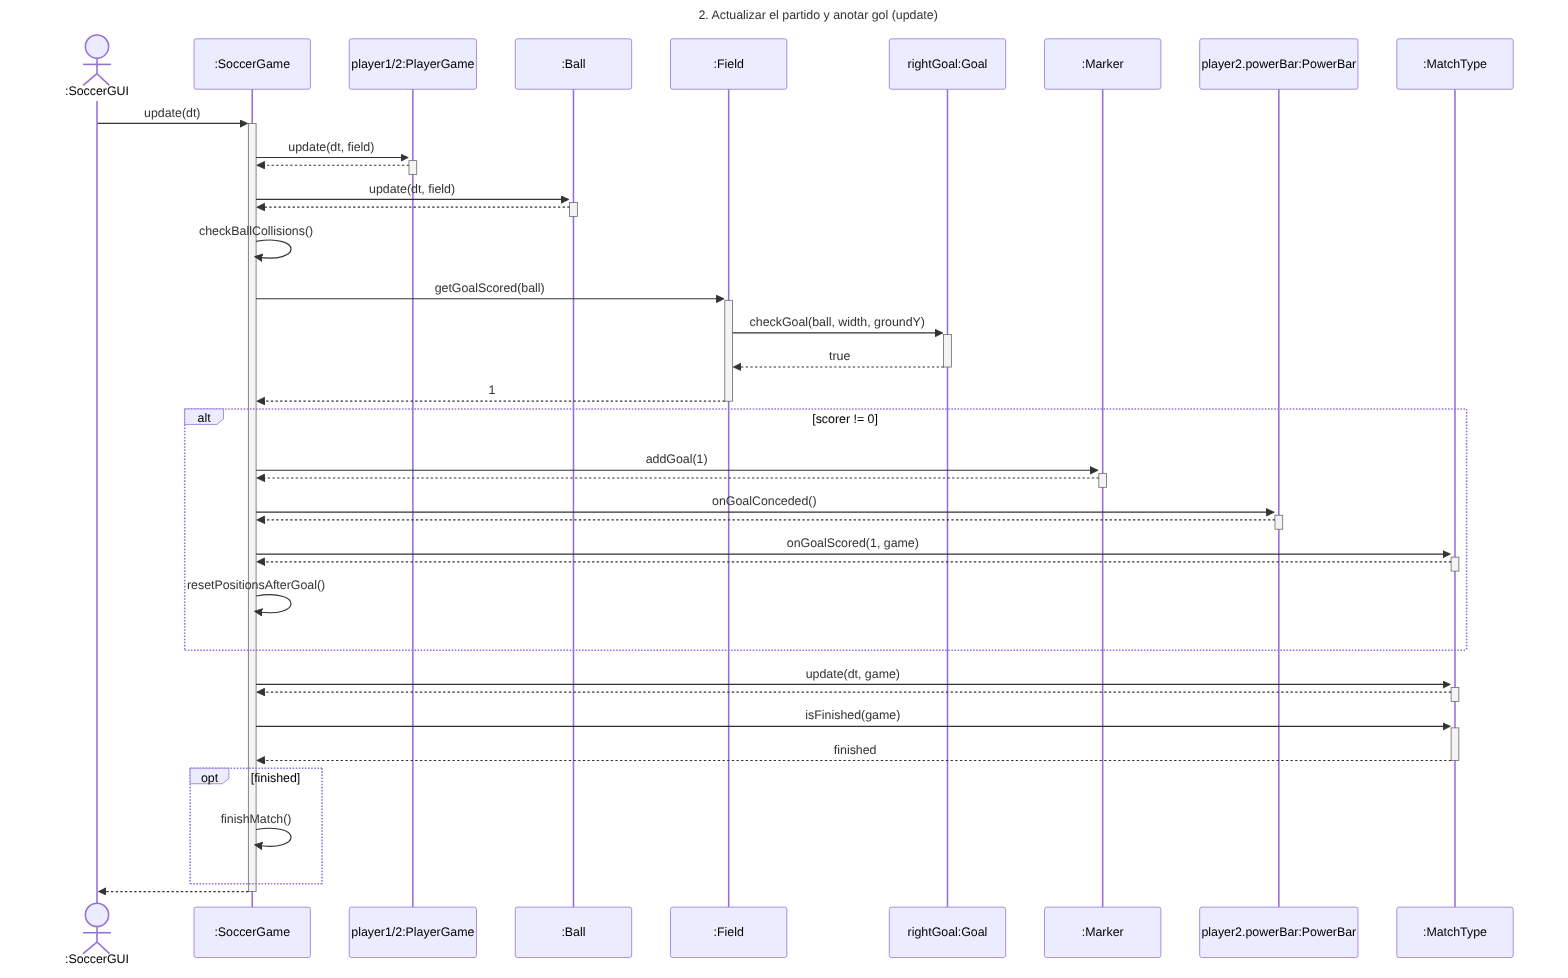 2. Actualizar el partido y anotar gol (update)
:SoccerGUI
:SoccerGame
player1/2:PlayerGame
:Ball
:Field
rightGoal:Goal
:Marker
player2.powerBar:PowerBar
:MatchType
update(dt)
update(dt, field)
update(dt, field)
checkBallCollisions()
getGoalScored(ball)
checkGoal(ball, width, groundY)
true
1
alt
[scorer != 0]
addGoal(1)
onGoalConceded()
onGoalScored(1, game)
resetPositionsAfterGoal()
update(dt, game)
isFinished(game)
finished
opt
[finished]
finishMatch()
:SoccerGUI
:SoccerGame
player1/2:PlayerGame
:Ball
:Field
rightGoal:Goal
:Marker
player2.powerBar:PowerBar
:MatchType